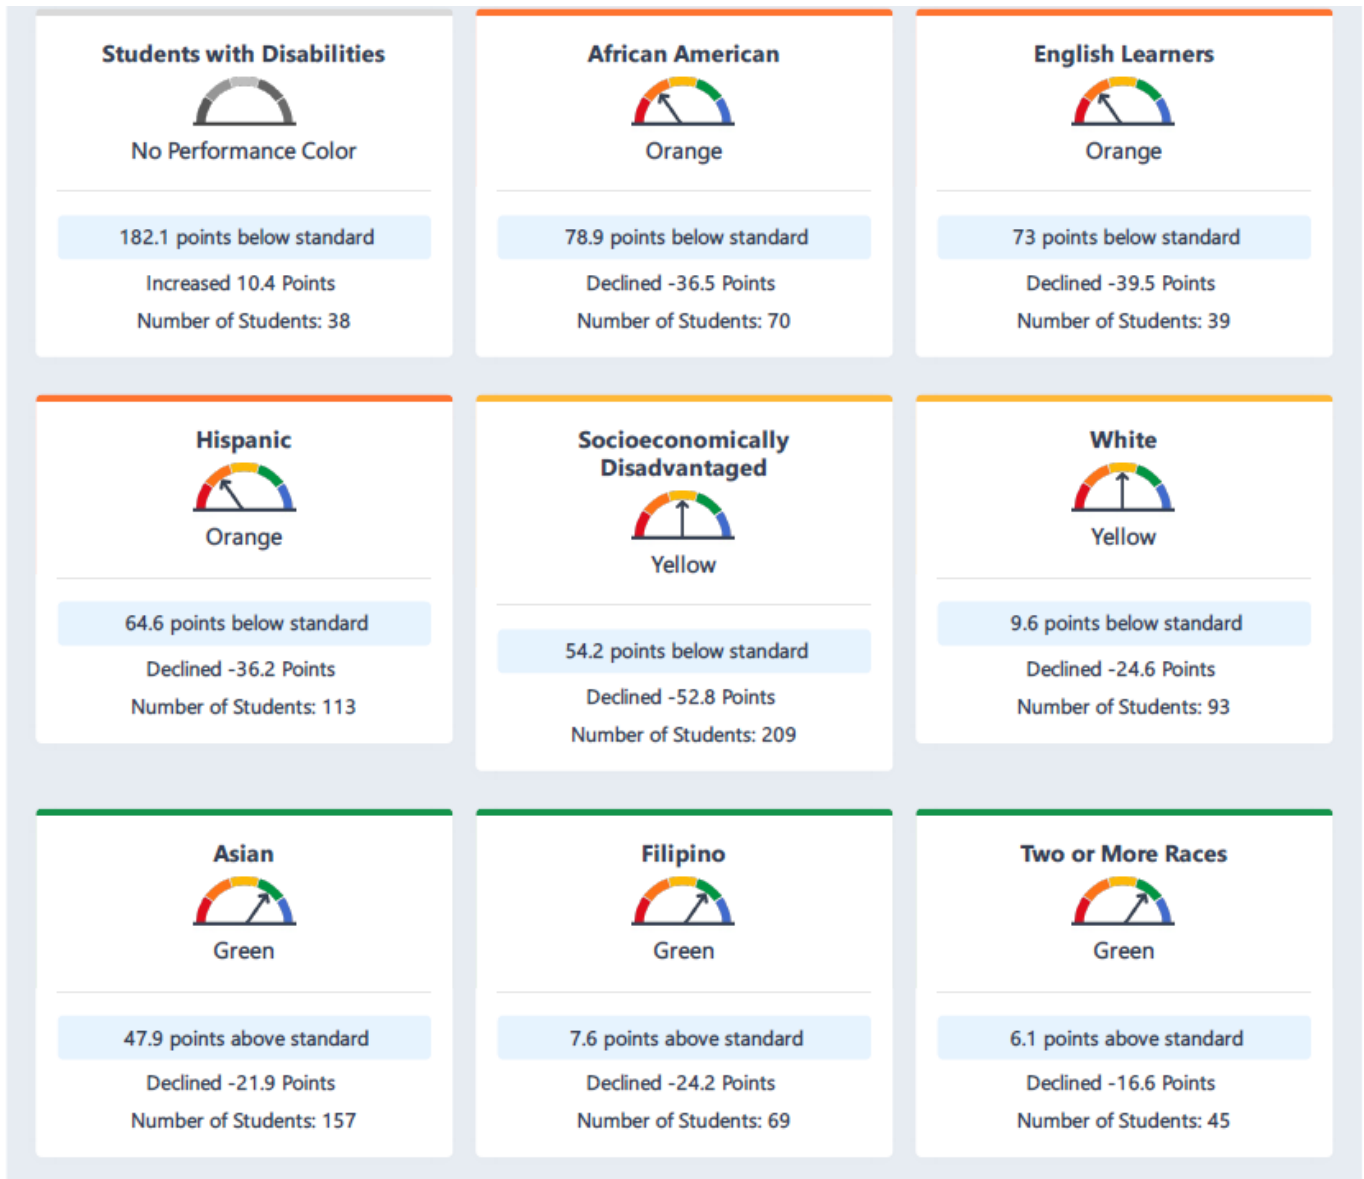 Students with Disabilities
No Performance Color
182.1 points below standard
Increased 10.4 Points
Number of Students: 38
African American
Orange
78.9 points below standard
Declined -36.5 Points
Number of Students: 70
English Learners
Orange
73 points below standard
Declined -39.5 Points
Number of Students: 39
Hispanic
Orange
64.6 points below standard
Declined -36.2 Points
Number of Students: 113
Socioeconomically
Disadvantaged
Yellow
54.2 points below standard
Declined -52.8 Points
Number of Students: 209
White
Yellow
9.6 points below standard
Declined -24.6 Points
Number of Students: 93
Asian
Green
47.9 points above standard
Declined -21.9 Points
Number of Students: 157
Filipino
Green
7.6 points above standard
Declined -24.2 Points
Number of Students: 69
Two or More Races
Green
6.1 points above standard
Declined -16.6 Points
Number of Students: 45